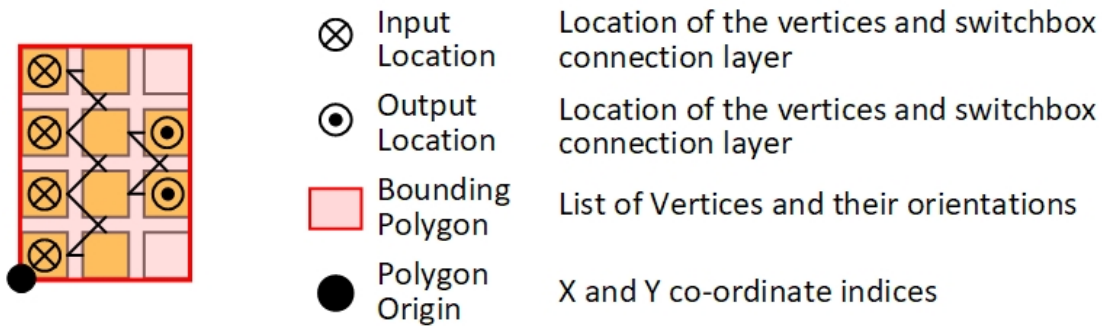 Input
Location
Location of the vertices and switchbox
connection layer
Output
Location
Location of the vertices and switchbox
connection layer
Bounding
Polygon
List of Vertices and their orientations
Polygon
Origin
X and Y co-ordinate indices